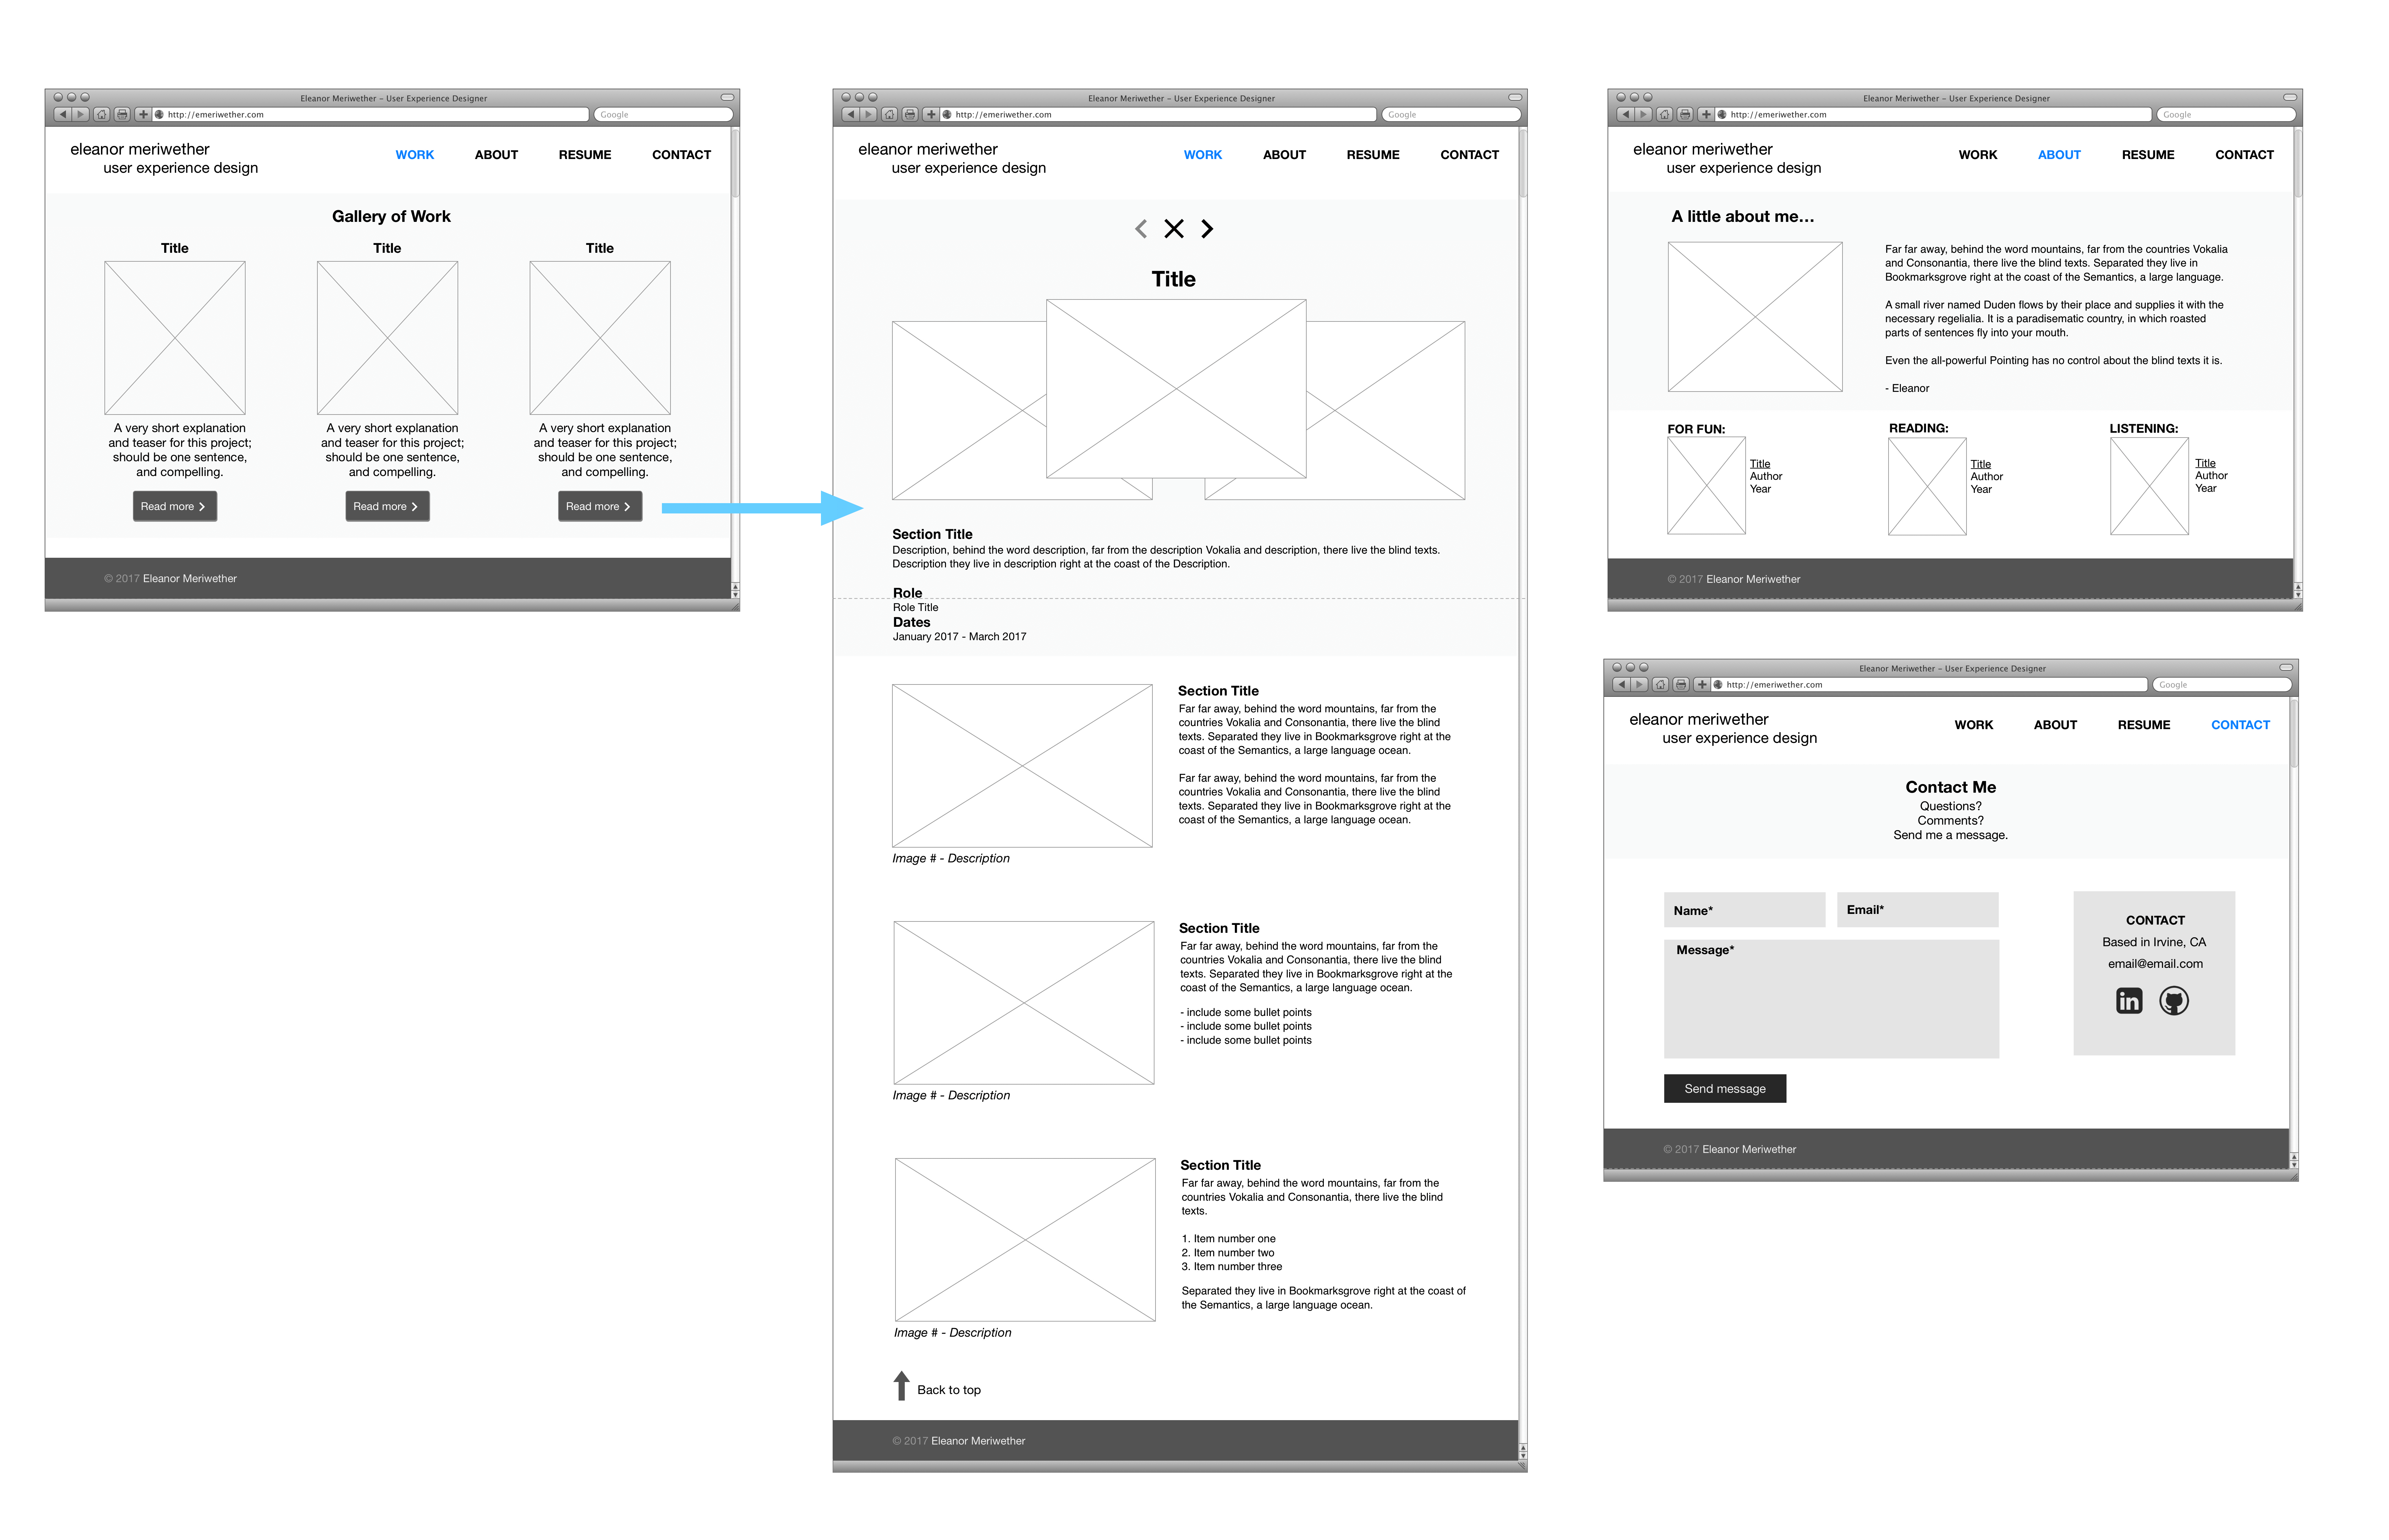 Eleanor Meriwether – User Experience Designer
http://emeriwether.com
Google
eleanor meriwether
user experience design
WORK ABOUT RESUME CONTACT
Gallery of Work
Title Title Title
A very short explanation
and teaser for this project;
should be one sentence,
and compelling.
A very short explanation
and teaser for this project;
should be one sentence,
and compelling.
A very short explanation
and teaser for this project;
should be one sentence,
and compelling.
Read more Read more Read more
© 2017 Eleanor Meriwether
Eleanor Meriwether – User Experience Designer
http://emeriwether.com
Google
eleanor meriwether
user experience design
WORK ABOUT RESUME CONTACT
Title
Section Title
Description, behind the word description, far from the description Vokalia and description, there live the blind texts.
Description they live in description right at the coast of the Description.
Role
Role Title
Dates
January 2017 - March 2017
Section Title
Far far away, behind the word mountains, far from the
countries Vokalia and Consonantia, there live the blind
texts. Separated they live in Bookmarksgrove right at the
coast of the Semantics, a large language ocean.
Far far away, behind the word mountains, far from the
countries Vokalia and Consonantia, there live the blind
texts. Separated they live in Bookmarksgrove right at the
coast of the Semantics, a large language ocean.
Image # - Description
Section Title
Far far away, behind the word mountains, far from the
countries Vokalia and Consonantia, there live the blind
texts. Separated they live in Bookmarksgrove right at the
coast of the Semantics, a large language ocean.
- include some bullet points
- include some bullet points
- include some bullet points
Image # - Description
Section Title
Far far away, behind the word mountains, far from the
countries Vokalia and Consonantia, there live the blind
texts.
1. Item number one
2. Item number two
3. Item number three
Separated they live in Bookmarksgrove right at the coast of
the Semantics, a large language ocean.
Image # - Description
Back to top
© 2017 Eleanor Meriwether
Eleanor Meriwether – User Experience Designer
http://emeriwether.com
Google
eleanor meriwether
user experience design
WORK ABOUT RESUME CONTACT
A little about me...
Far far away, behind the word mountains, far from the countries Vokalia
and Consonantia, there live the blind texts. Separated they live in
Bookmarksgrove right at the coast of the Semantics, a large language.
A small river named Duden flows by their place and supplies it with the
necessary regelialia. It is a paradisematic country, in which roasted
parts of sentences fly into your mouth.
Even the all-powerful Pointing has no control about the blind texts it is.
- Eleanor
FOR FUN:
Title
Author
Year
READING:
Title
Author
Year
LISTENING:
Title
Author
Year
© 2017 Eleanor Meriwether
Eleanor Meriwether – User Experience Designer
http://emeriwether.com
Google
eleanor meriwether
user experience design
WORK ABOUT RESUME CONTACT
Contact Me
Questions?
Comments?
Send me a message.
Name* Email*
Message*
Send message
CONTACT
Based in Irvine, CA
email@email.com
in
© 2017 Eleanor Meriwether